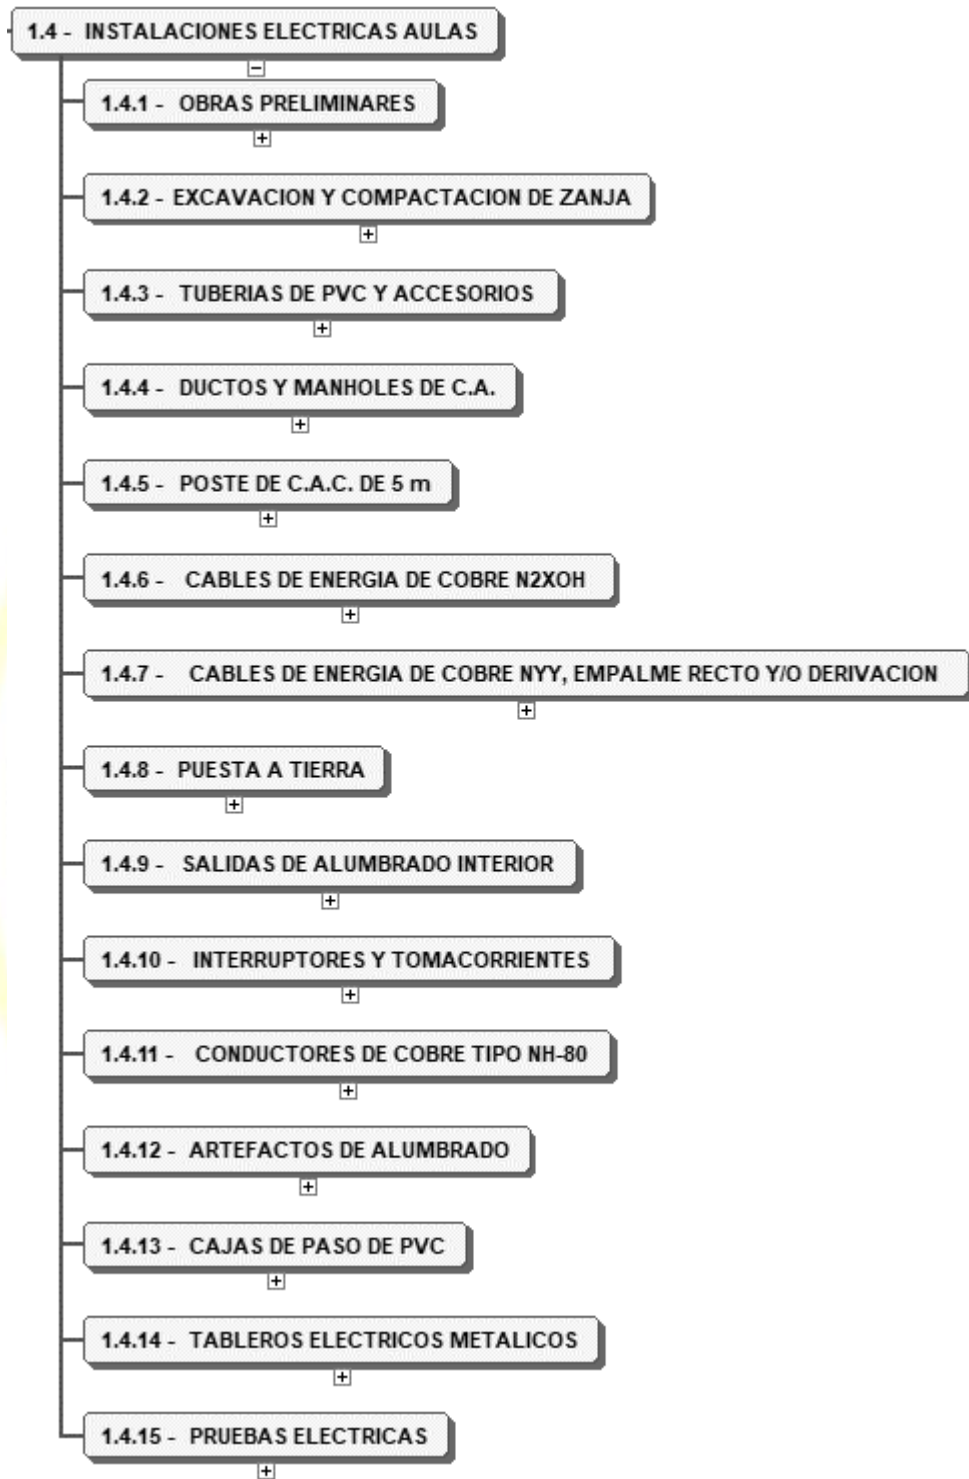 1.4 - INSTALACIONES ELECTRICAS AULAS
1.4.1 - OBRAS PRELIMINARES
1.4.2 - EXCAVACION Y COMPACTACION DE ZANJA
1.4.3 - TUBERIAS DE PVC Y ACCESORIOS
1.4.4 - DUCTOS Y MANHOLES DE C.A.
1.4.5 - POSTE DE C.A.C. DE 5 m
1.4.6 - CABLES DE ENERGIA DE COBRE N2XOH
1.4.7 - CABLES DE ENERGIA DE COBRE NYY, EMPALME RECTO Y/O DERIVACION
1.4.8 - PUESTA A TIERRA
1.4.9 - SALIDAS DE ALUMBRADO INTERIOR
1.4.10 - INTERRUPTORES Y TOMACORRIENTES
1.4.11 - CONDUCTORES DE COBRE TIPO NH-80
1.4.12 - ARTEFACTOS DE ALUMBRADO
1.4.13 - CAJAS DE PASO DE PVC
1.4.14 - TABLEROS ELECTRICOS METALICOS
1.4.15 - PRUEBAS ELECTRICAS